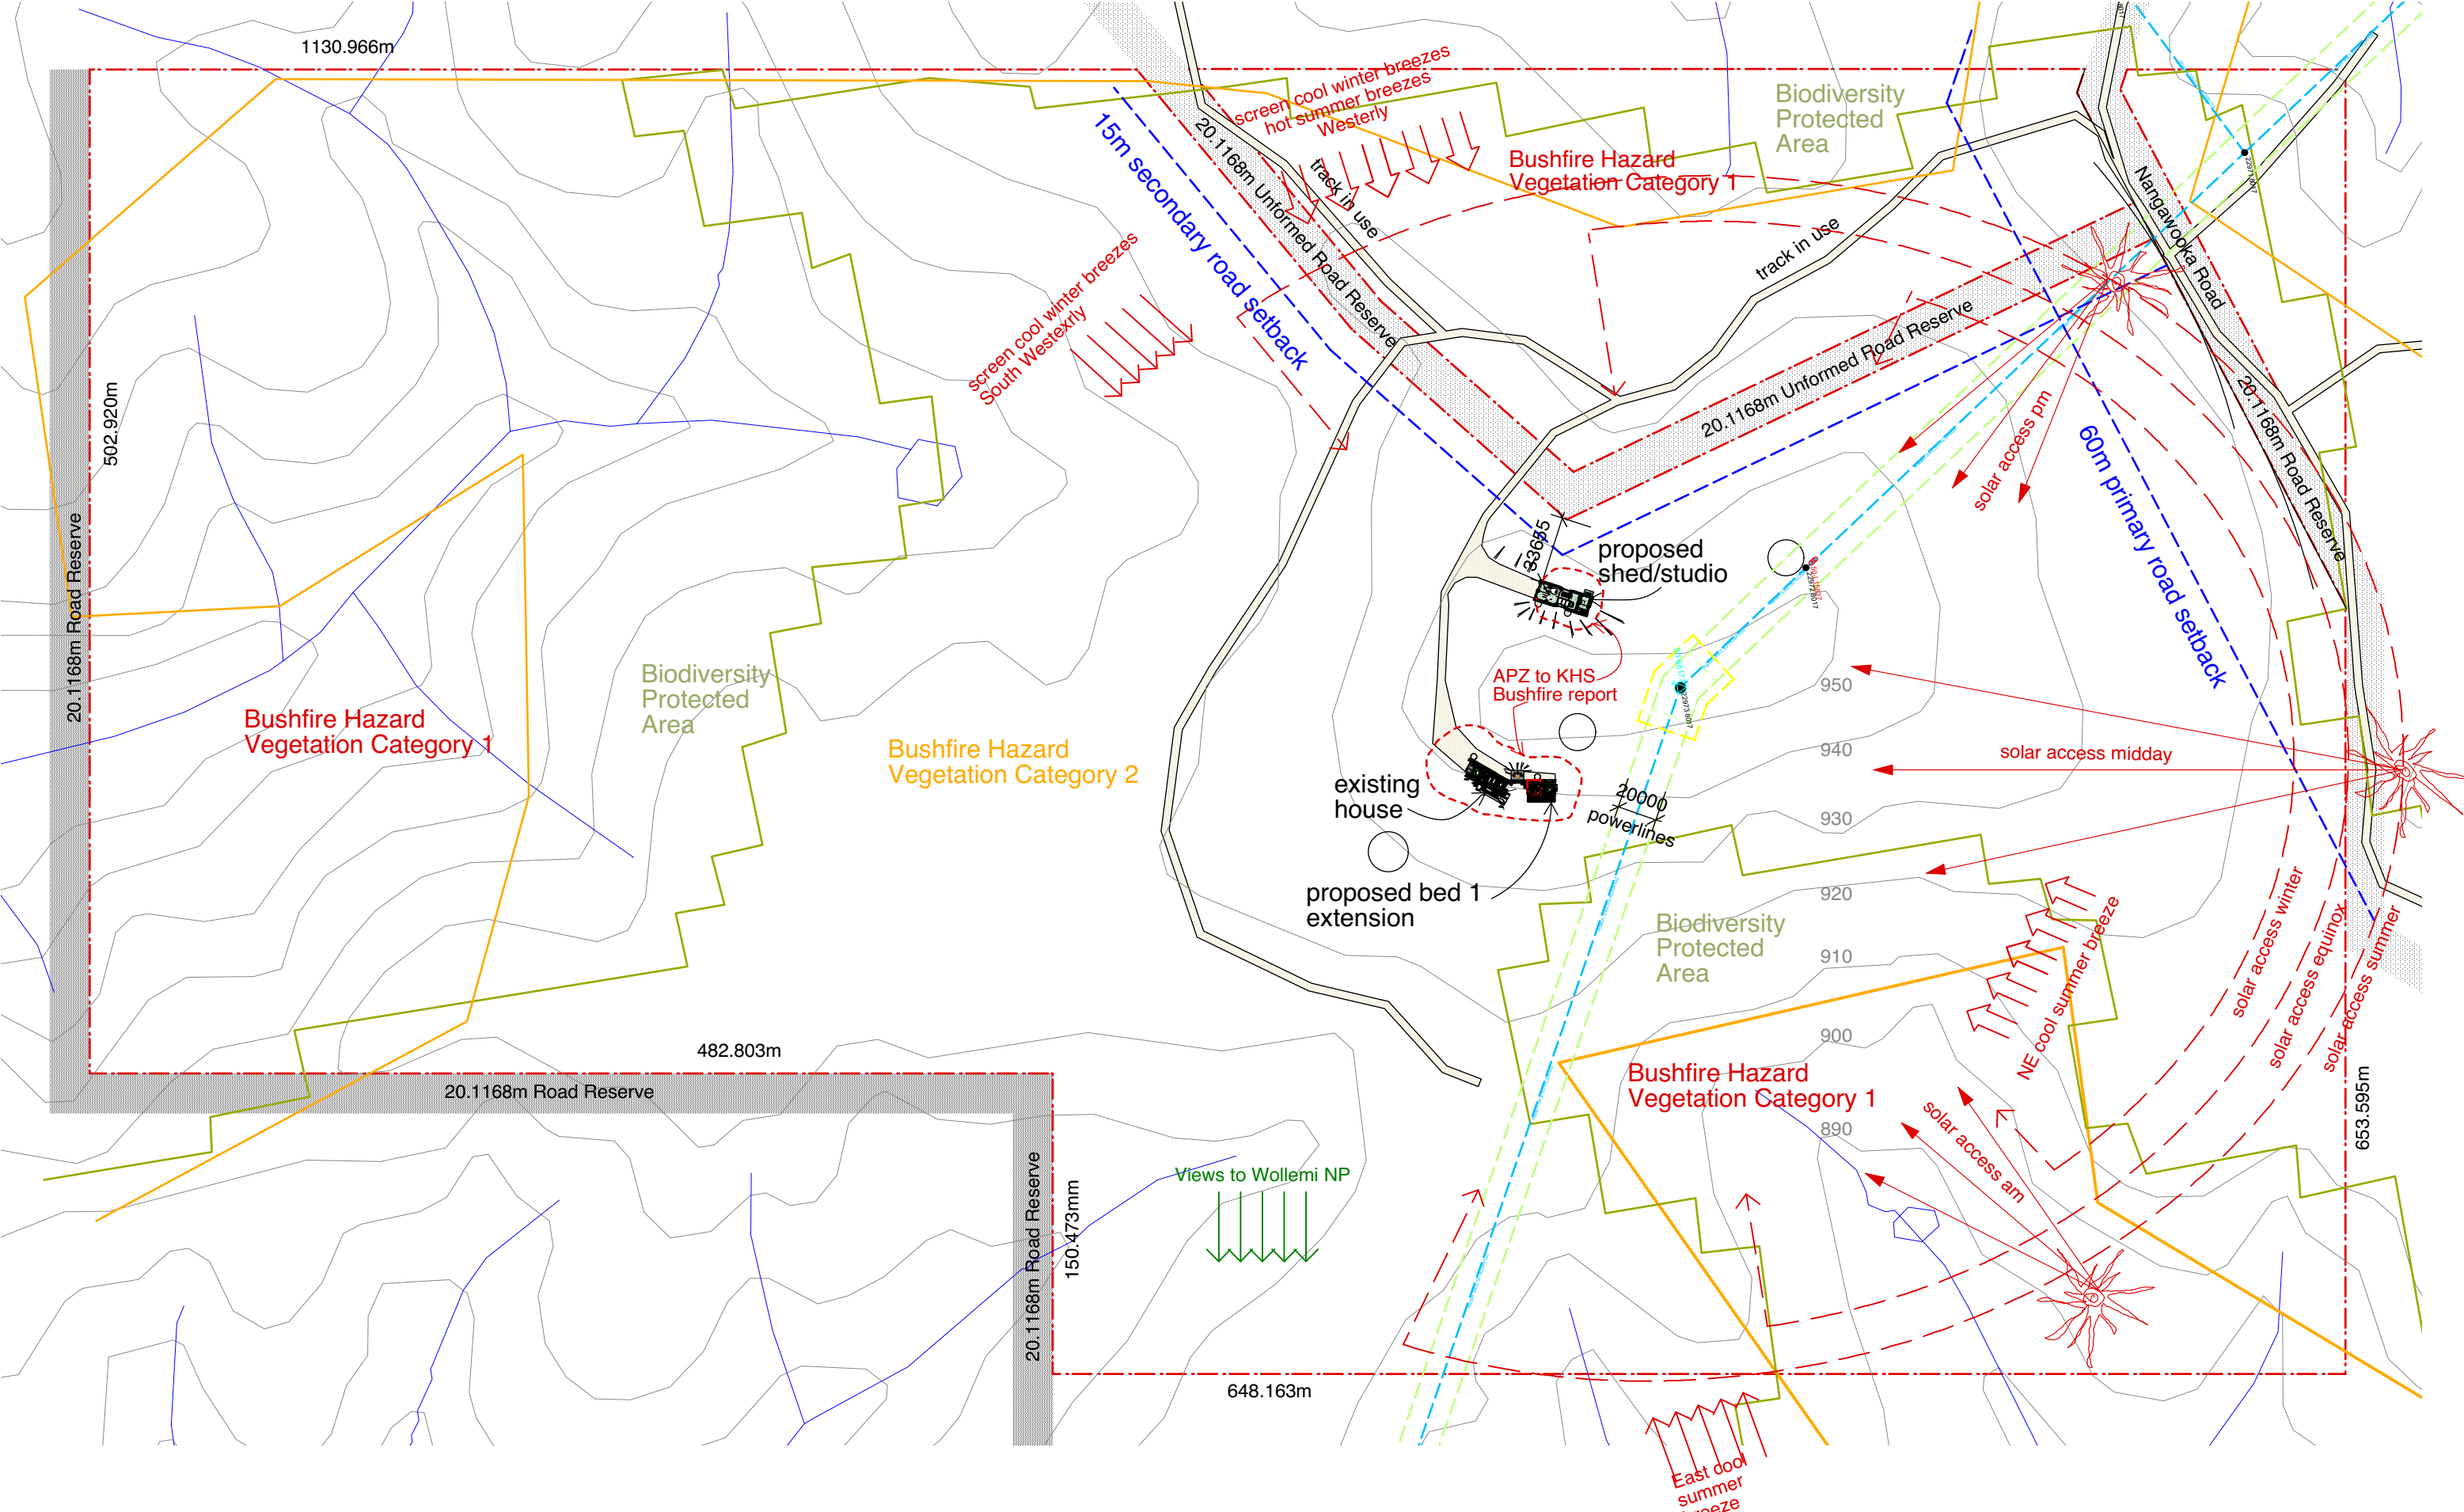 1130.966m
screen cool winter breezes
hot summer breezes
Westerly
Biodiversity
Protected
Area
Bushfire Hazard
Vegetation Category 1
15m secondary road setback
20.1168m Unformed Road Reserve
track in use
track in use
Nangawooka Road
screen cool winter breezes
South Westexrly
20.1168m Unformed Road Reserve
20.1168m Road Reserve
502.920m
20.1168m Road Reserve
solar access pm
60m primary road setback
33655
proposed
shed/studio
Biodiversity
Protected
Area
APZ to KHS
Bushfire report
950
Bushfire Hazard
Vegetation Category 1
Bushfire Hazard
Vegetation Category 2
940
solar access midday
existing
house
20000
powerlines
930
proposed bed 1
extension
920
Biodiversity
Protected
Area
910
NE cool summer breeze
solar access winter
solar access equinox
solar access summer
900
482.803m
20.1168m Road Reserve
Bushfire Hazard
Vegetation Category 1
890
solar access am
653.595m
20.1168m Road Reserve
150.473mm
Views to Wollemi NP
648.163m
East cool
summer